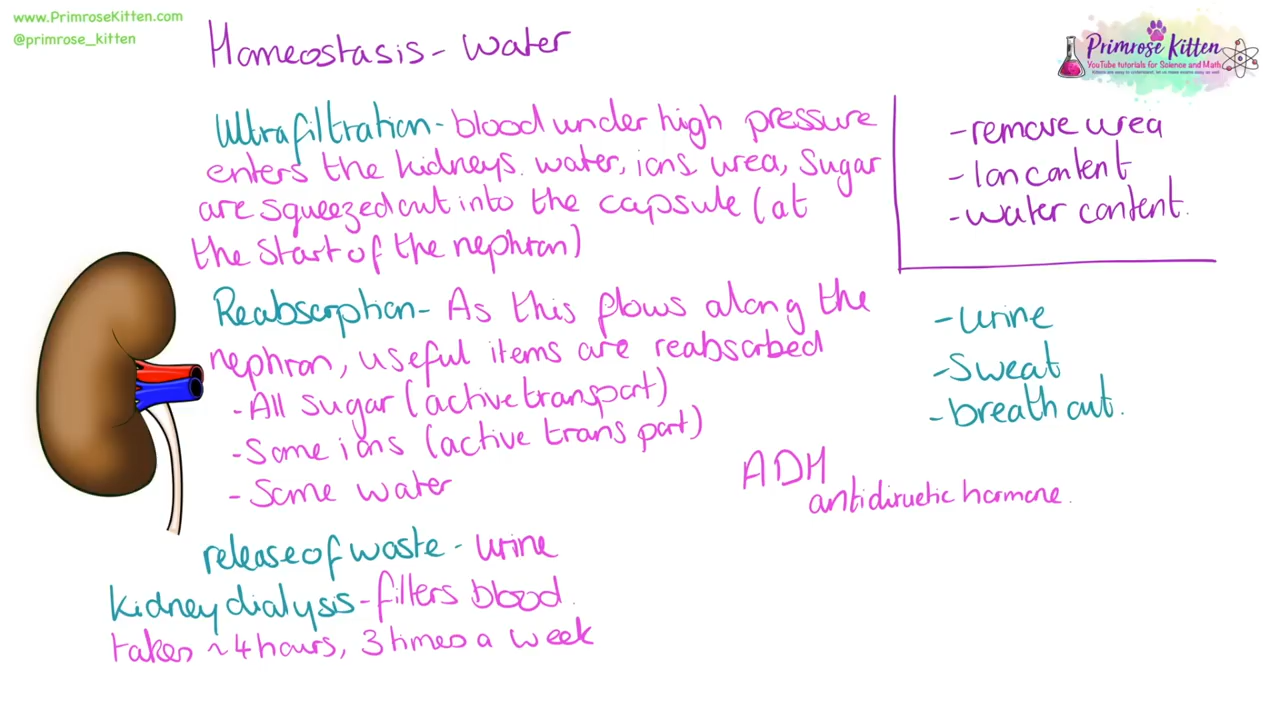 www.PrimroseKitten.com
@primrose_kitten
Homeostasis - water
Primrose Kitten
YouTube tutorials for Science and Math
Ultrafiltration - blood under high pressure
enters the kidneys. water, ions, urea, sugar
are squeezed out into the capsule (at
the start of the nephron)
- remove urea
- Ion content
- water content.
Reabsorption - As this flows along the
nephron, useful items are reabsorbed
- All sugar (active transport)
- Some ions (active transport)
- Some water
- urine
- Sweat
- breath out.
ADH
antidiruetic hormone.
release of waste - urine
kidney dialysis - filters blood.
takes ~4 hours, 3 times a week